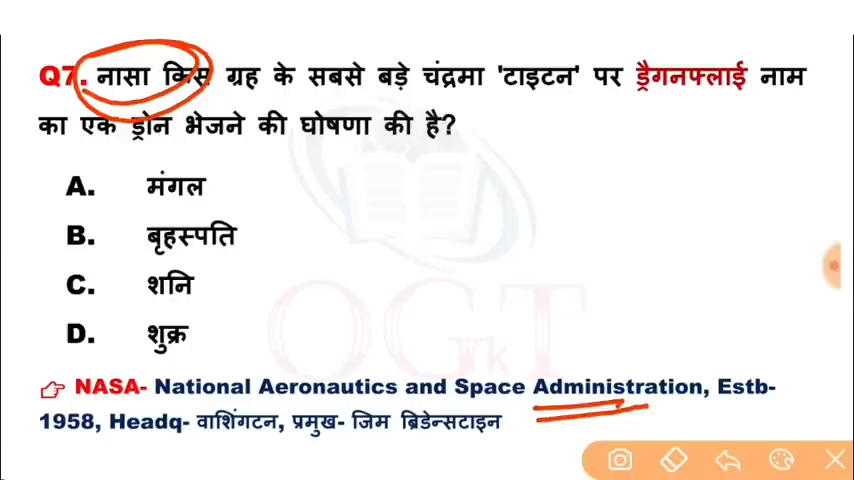 Q7. नासा किस ग्रह के सबसे बड़े चंद्रमा 'टाइटन' पर ड्रैगनफ्लाई नाम
का एक ड्रोन भेजने की घोषणा की है?
A. मंगल
B. बृहस्पति
C. शनि
D. शुक्र
NASA- National Aeronautics and Space Administration, Estb-
1958, Headq- वाशिंगटन, प्रमुख- जिम ब्रिडेन्सटाइन
OGT
k